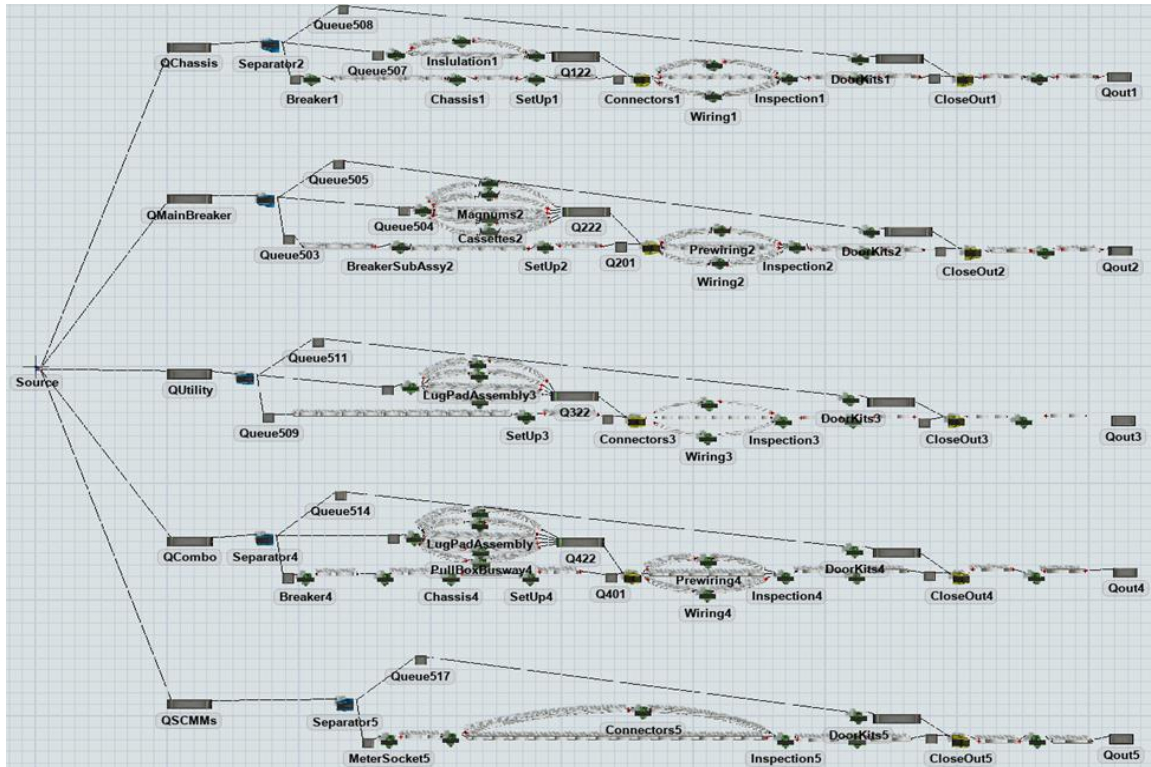 Queue508
QChassis
Separator2
Queue507
Inslulation1
Q122
DoorKits1
Breaker1
Chassis1
SetUp1
Connectors1
Wiring1
Inspection1
CloseOut1
Qout1
Queue505
QMainBreaker
Queue504
Magnums2
Cassettes2
Q222
Queue503
BreakerSubAssy2
SetUp2
Q201
Prewiring2
Wiring2
Inspection2
DoorKits2
CloseOut2
Qout2
Source
Queue511
QUtility
LugPadAssembly3
Q322
Queue509
SetUp3
Connectors3
Wiring3
Inspection3
DoorKits3
CloseOut3
Qout3
Queue514
QCombo
Separator4
LugPadAssembly
PullBoxBusway4
Q422
Breaker4
Chassis4
SetUp4
Q401
Prewiring4
Wiring4
Inspection4
DoorKits4
CloseOut4
Qout4
Queue517
QSCMMs
Separator5
MeterSocket5
Connectors5
Inspection5
DoorKits5
CloseOut5
Qout5